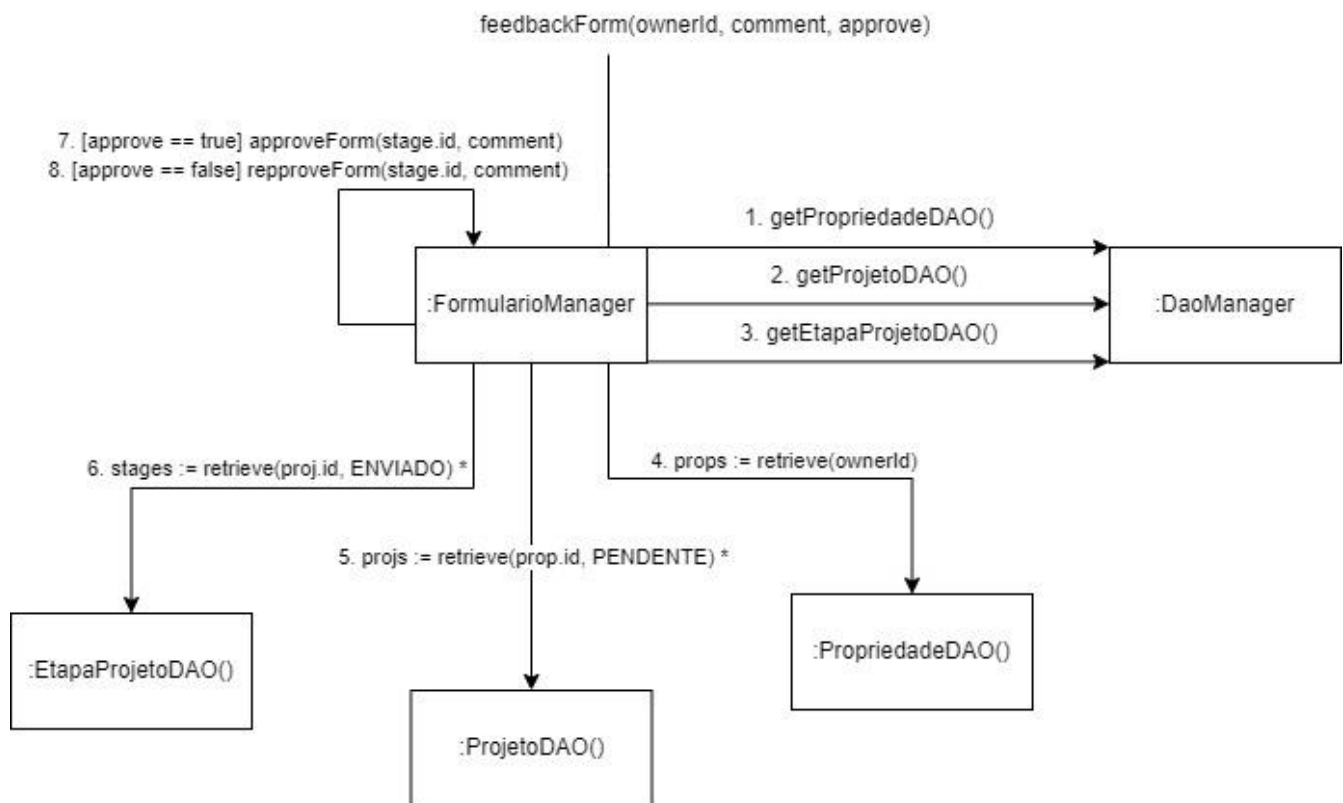 feedbackForm(ownerId, comment, approve)
7. [approve == true] approveForm(stage.id, comment)
8. [approve == false] repproveForm(stage.id, comment)
1. getPropriedadeDAO()
2. getProjetoDAO()
3. getEtapaProjetoDAO()
:FormularioManager
:DaoManager
6. stages := retrieve(proj.id, ENVIADO) *
4. props := retrieve(ownerId)
5. projs := retrieve(prop.id, PENDENTE) *
:EtapaProjetoDAO()
:PropriedadeDAO()
:ProjetoDAO()